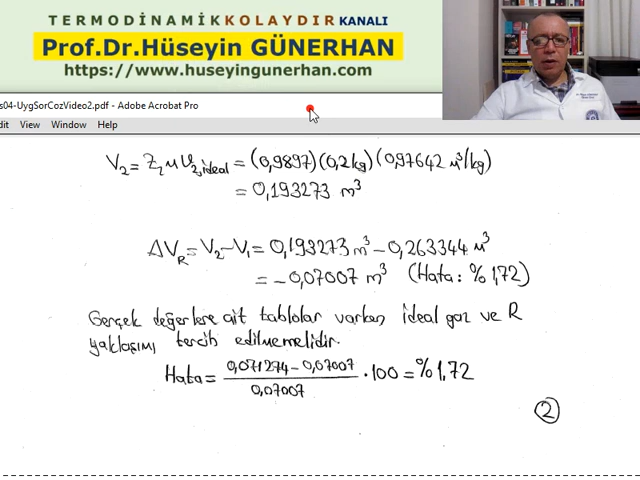 TERMODİNAMİKKOLAYDIR KANALI
Prof.Dr.Hüseyin GÜNERHAN
https://www.huseyingunerhan.com/
s04-UygSorCozVideo2.pdf - Adobe Acrobat Pro
dit View Window Help
V₂ = Z₂ m v₂,ideal = (0,9897)(0,2 kg)(0,97642 m³/kg)
= 0,193273 m³
ΔV_R = V₂ - V₁ = 0,193273 m³ - 0,263344 m³
= - 0,07007 m³ (Hata: % 1,72)
Gerçek değerlere ait tablolar varken ideal gaz ve R
yaklaşımı tercih edilmemelidir.
Hata = (0,071274 - 0,07007) / 0,07007 · 100 = % 1,72
2